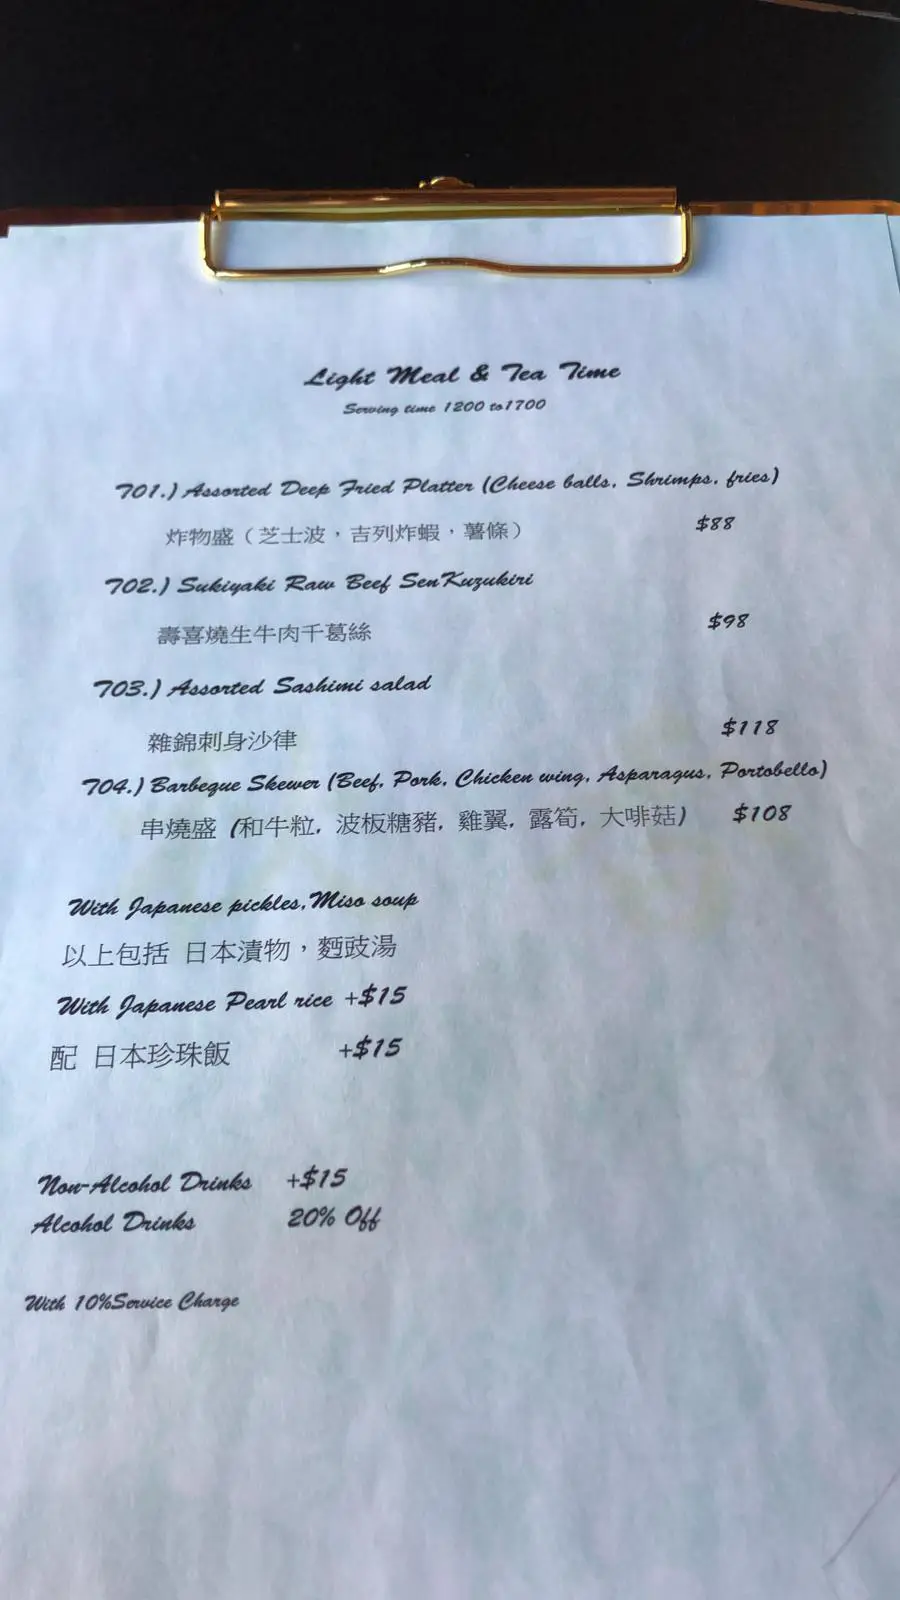 Light Meal & Tea Time
Serving time 1200 to1700
701.) Assorted Deep Fried Platter (Cheese balls, Shrimps, fries)
炸物盛（芝士波，吉列炸蝦，薯條） $88
702.) Sukiyaki Raw Beef SenKuzukiri
壽喜燒生牛肉千葛絲 $98
703.) Assorted Sashimi salad
雜錦刺身沙律 $118
704.) Barbeque Skewer (Beef, Pork, Chicken wing, Asparagus, Portobello)
串燒盛 (和牛粒, 波板糖豬, 雞翼, 露筍, 大啡菇) $108
With Japanese pickles,Miso soup
以上包括 日本漬物，麪豉湯
With Japanese Pearl rice +$15
配 日本珍珠飯 +$15
Non-Alcohol Drinks +$15
Alcohol Drinks 20% Off
With 10%Service Charge